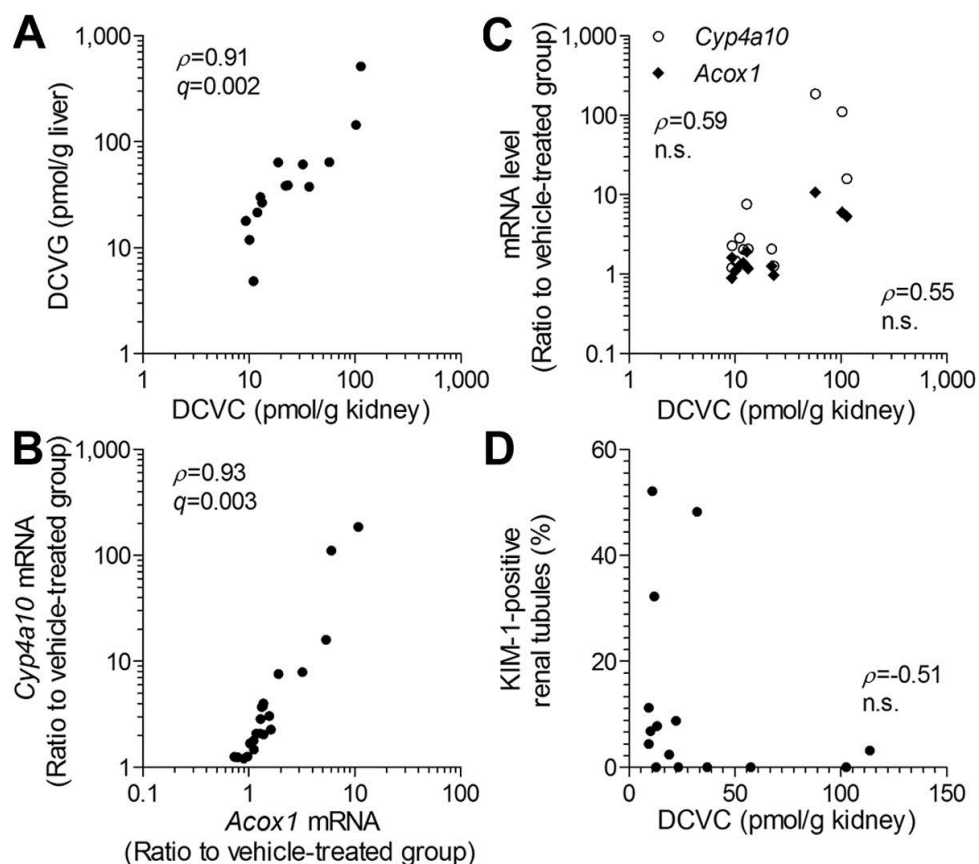 A
1,000
100
10
1
DCVG (pmol/g liver)
ρ=0.91
q=0.002
1 10 100 1,000
DCVC (pmol/g kidney)
C
1,000
100
10
1
0.1
mRNA level
(Ratio to vehicle-treated group)
Cyp4a10
Acox1
ρ=0.59
n.s.
ρ=0.55
n.s.
1 10 100 1,000
DCVC (pmol/g kidney)
B
1,000
100
10
1
Cyp4a10 mRNA
(Ratio to vehicle-treated group)
ρ=0.93
q=0.003
0.1 1 10 100
Acox1 mRNA
(Ratio to vehicle-treated group)
D
60
40
20
0
KIM-1-positive
renal tubules (%)
ρ=-0.51
n.s.
0 50 100 150
DCVC (pmol/g kidney)